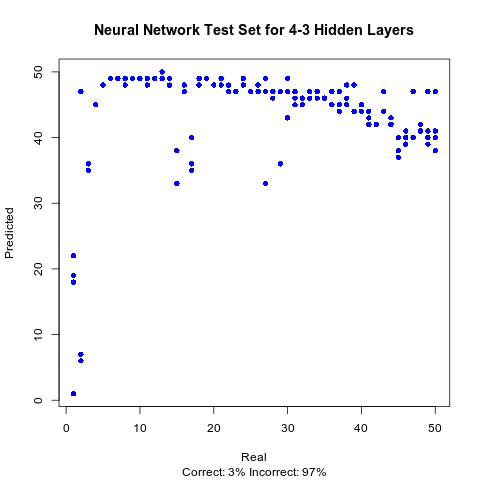 Neural Network Test Set for 4-3 Hidden Layers
Predicted
50
40
30
20
10
0
0 10 20 30 40 50
Real
Correct: 3% Incorrect: 97%